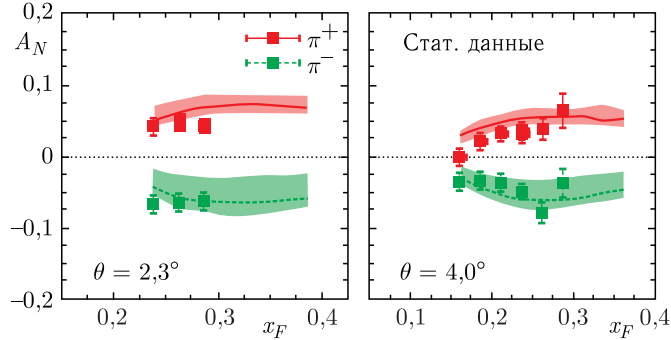 0,2
A_N
0,1
0
−0,1
−0,2
π⁺
π⁻
θ = 2,3°
0,2 0,3 x_F 0,4
Стат. данные
θ = 4,0°
0,1 0,2 0,3 x_F 0,4